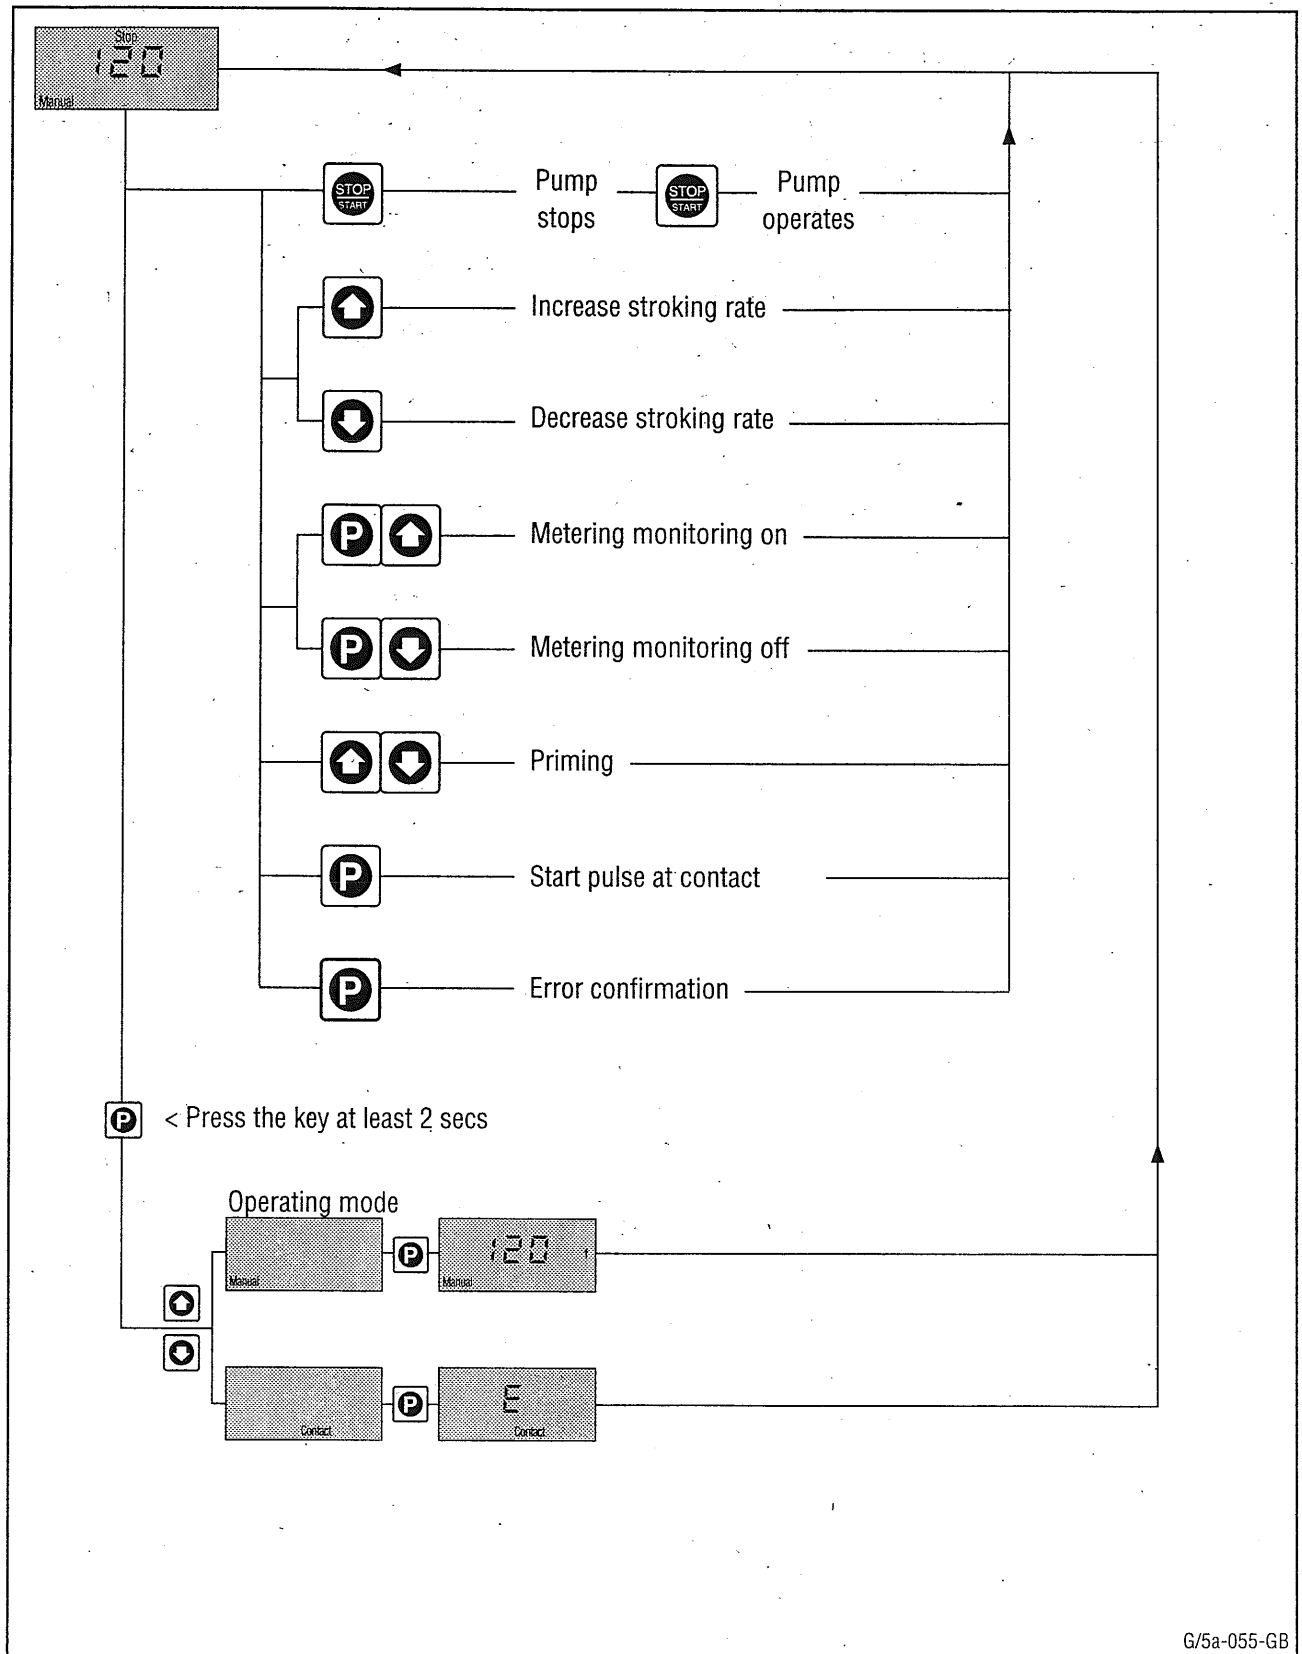 Stop
120
Manual
STOP
START
Pump
stops
STOP
START
Pump
operates
Increase stroking rate
Decrease stroking rate
P
Metering monitoring on
P
Metering monitoring off
Priming
P
Start pulse at contact
P
Error confirmation
P
< Press the key at least 2 secs
Operating mode
Manual
P
120
f
Manual
Contact
P
E
Contact
G/5a-055-GB